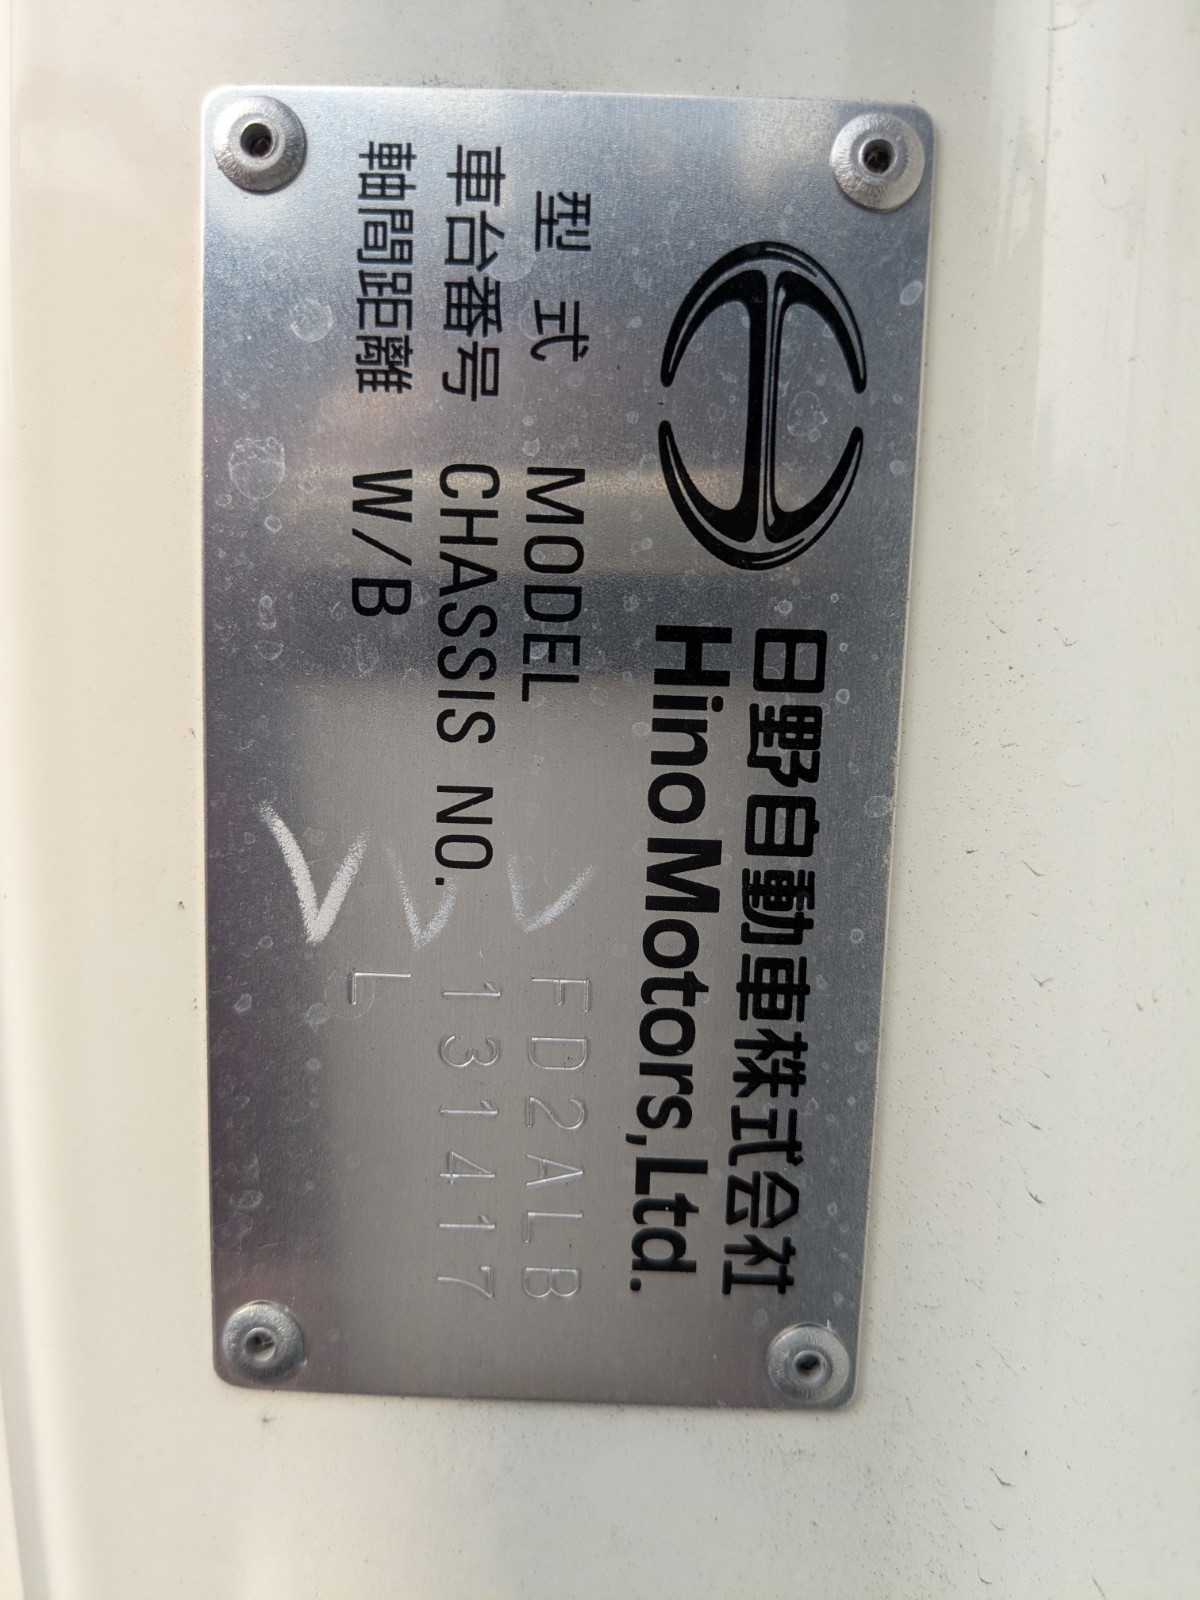 日野自動車株式会社
Hino Motors, Ltd.
型式 MODEL FD2ALB
車台番号 CHASSIS NO. 131417
軸間距離 W/B L